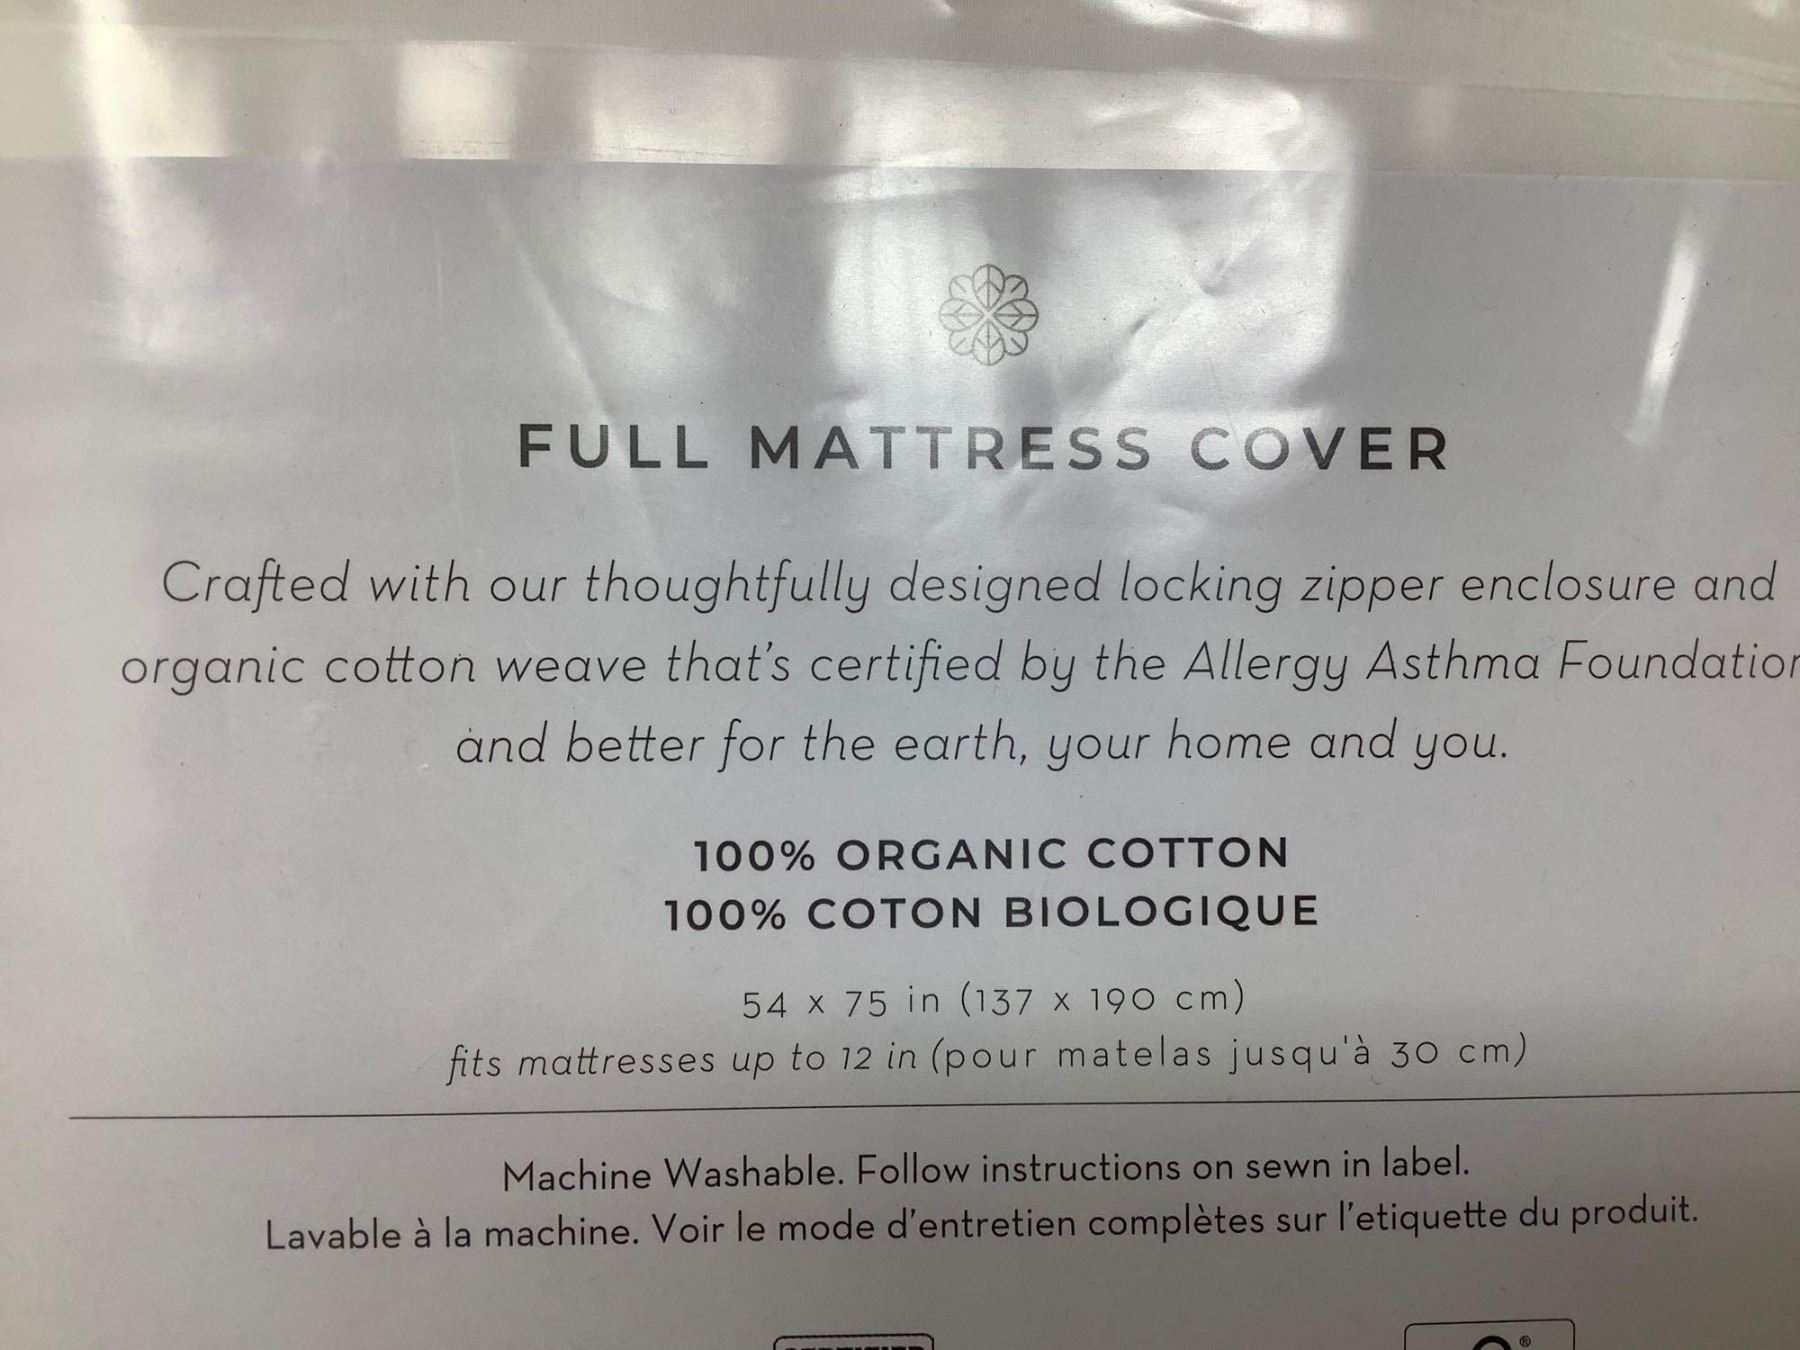 FULL MATTRESS COVER
Crafted with our thoughtfully designed locking zipper enclosure and
organic cotton weave that's certified by the Allergy Asthma Foundation
and better for the earth, your home and you.
100% ORGANIC COTTON
100% COTON BIOLOGIQUE
54 x 75 in (137 x 190 cm)
fits mattresses up to 12 in (pour matelas jusqu'à 30 cm)
Machine Washable. Follow instructions on sewn in label.
Lavable à la machine. Voir le mode d'entretien complètes sur l'etiquette du produit.